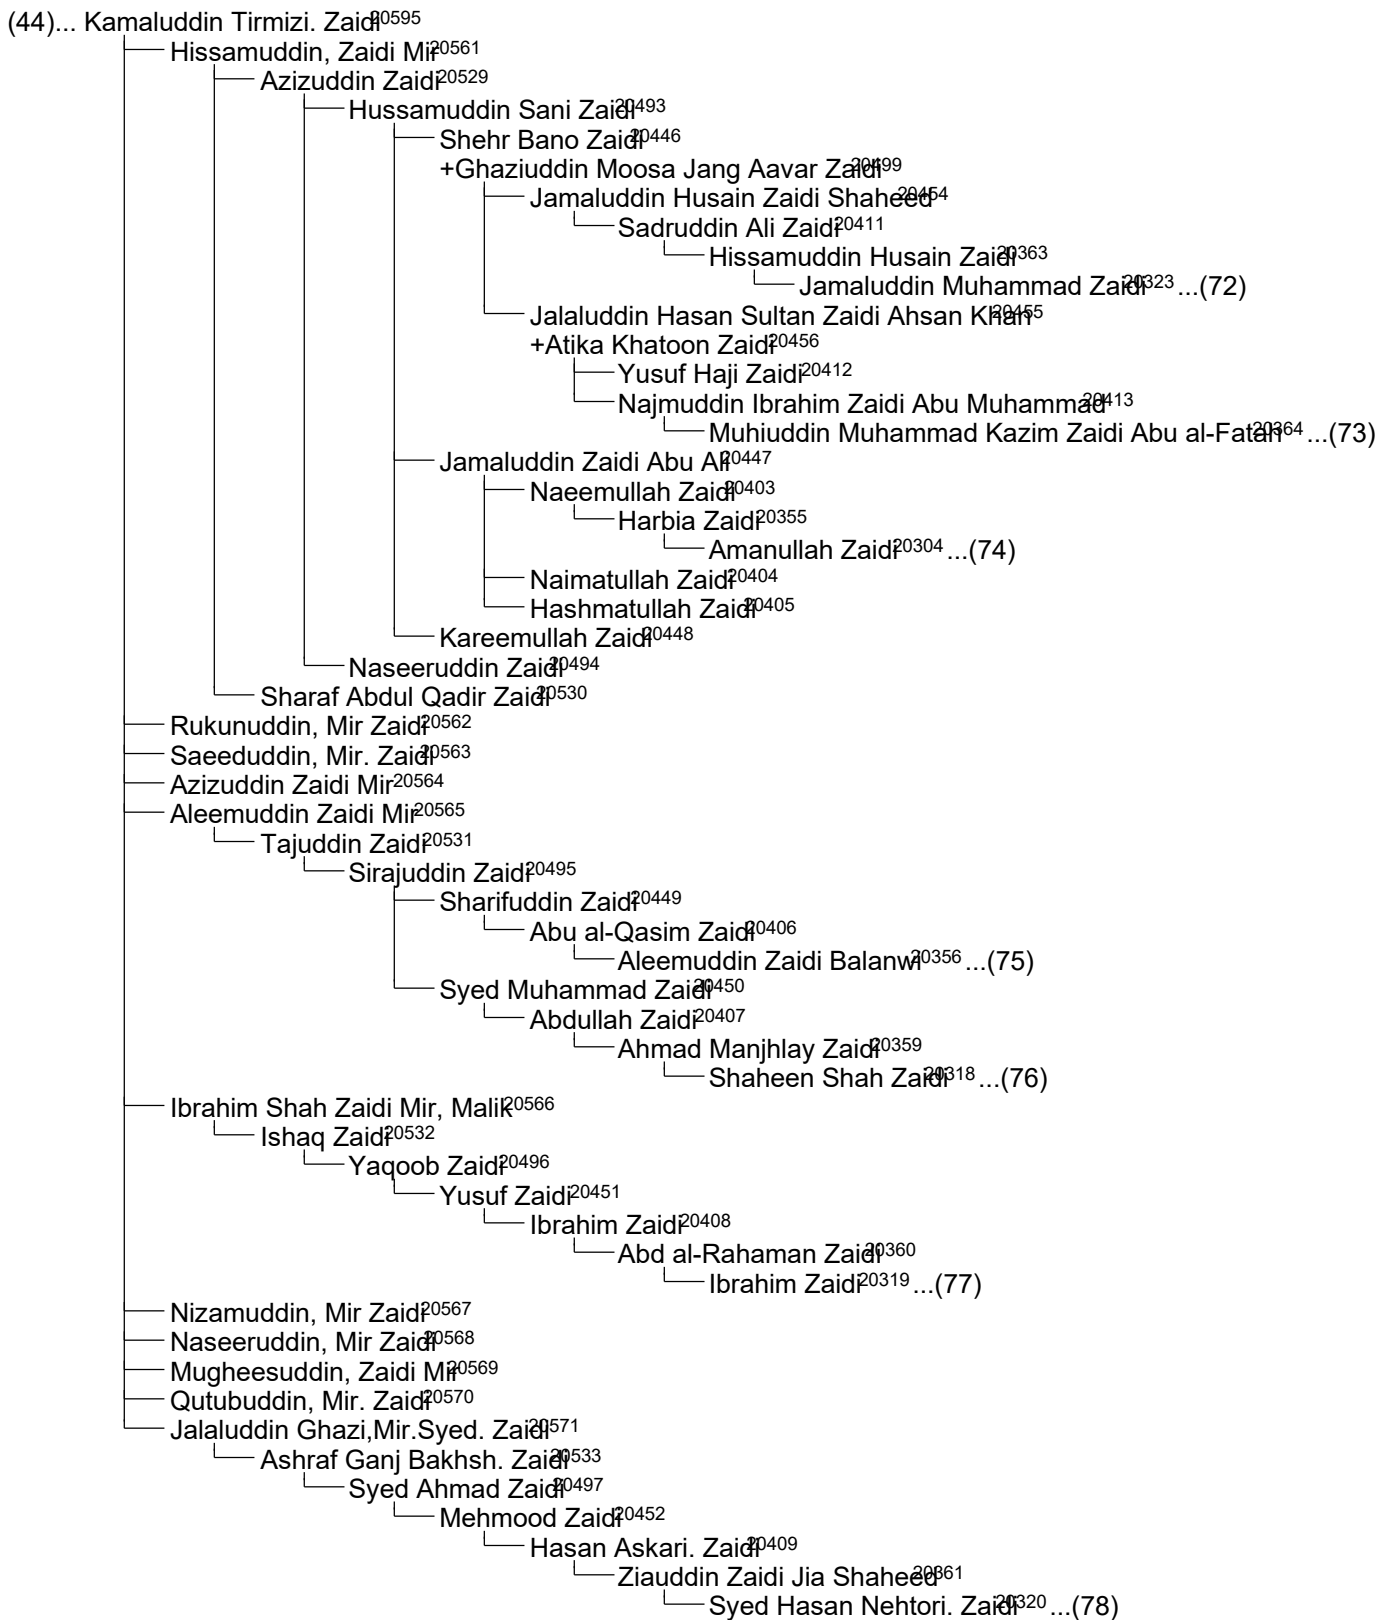 (44)... Kamaluddin Tirmizi. Zaidi20595
Hissamuddin, Zaidi Mir20561
Azizuddin Zaidi20529
Hussamuddin Sani Zaidi20493
Shehr Bano Zaidi20446
+Ghaziuddin Moosa Jang Aavar Zaidi20499
Jamaluddin Husain Zaidi Shaheed20454
Sadruddin Ali Zaidi20411
Hissamuddin Husain Zaidi20363
Jamaluddin Muhammad Zaidi20323 ...(72)
Jalaluddin Hasan Sultan Zaidi Ahsan Khan20455
+Atika Khatoon Zaidi20456
Yusuf Haji Zaidi20412
Najmuddin Ibrahim Zaidi Abu Muhammad20413
Muhiuddin Muhammad Kazim Zaidi Abu al-Fatah20364 ...(73)
Jamaluddin Zaidi Abu Ali20447
Naeemullah Zaidi20403
Harbia Zaidi20355
Amanullah Zaidi20304 ...(74)
Naimatullah Zaidi20404
Hashmatullah Zaidi20405
Kareemullah Zaidi20448
Naseeruddin Zaidi20494
Sharaf Abdul Qadir Zaidi20530
Rukunuddin, Mir Zaidi20562
Saeeduddin, Mir. Zaidi20563
Azizuddin Zaidi Mir20564
Aleemuddin Zaidi Mir20565
Tajuddin Zaidi20531
Sirajuddin Zaidi20495
Sharifuddin Zaidi20449
Abu al-Qasim Zaidi20406
Aleemuddin Zaidi Balanwi20356 ...(75)
Syed Muhammad Zaidi20450
Abdullah Zaidi20407
Ahmad Manjhlay Zaidi20359
Shaheen Shah Zaidi20318 ...(76)
Ibrahim Shah Zaidi Mir, Malik20566
Ishaq Zaidi20532
Yaqoob Zaidi20496
Yusuf Zaidi20451
Ibrahim Zaidi20408
Abd al-Rahaman Zaidi20360
Ibrahim Zaidi20319 ...(77)
Nizamuddin, Mir Zaidi20567
Naseeruddin, Mir Zaidi20568
Mugheesuddin, Zaidi Mir20569
Qutubuddin, Mir. Zaidi20570
Jalaluddin Ghazi,Mir.Syed. Zaidi20571
Ashraf Ganj Bakhsh. Zaidi20533
Syed Ahmad Zaidi20497
Mehmood Zaidi20452
Hasan Askari. Zaidi20409
Ziauddin Zaidi Jia Shaheed20361
Syed Hasan Nehtori. Zaidi20320 ...(78)